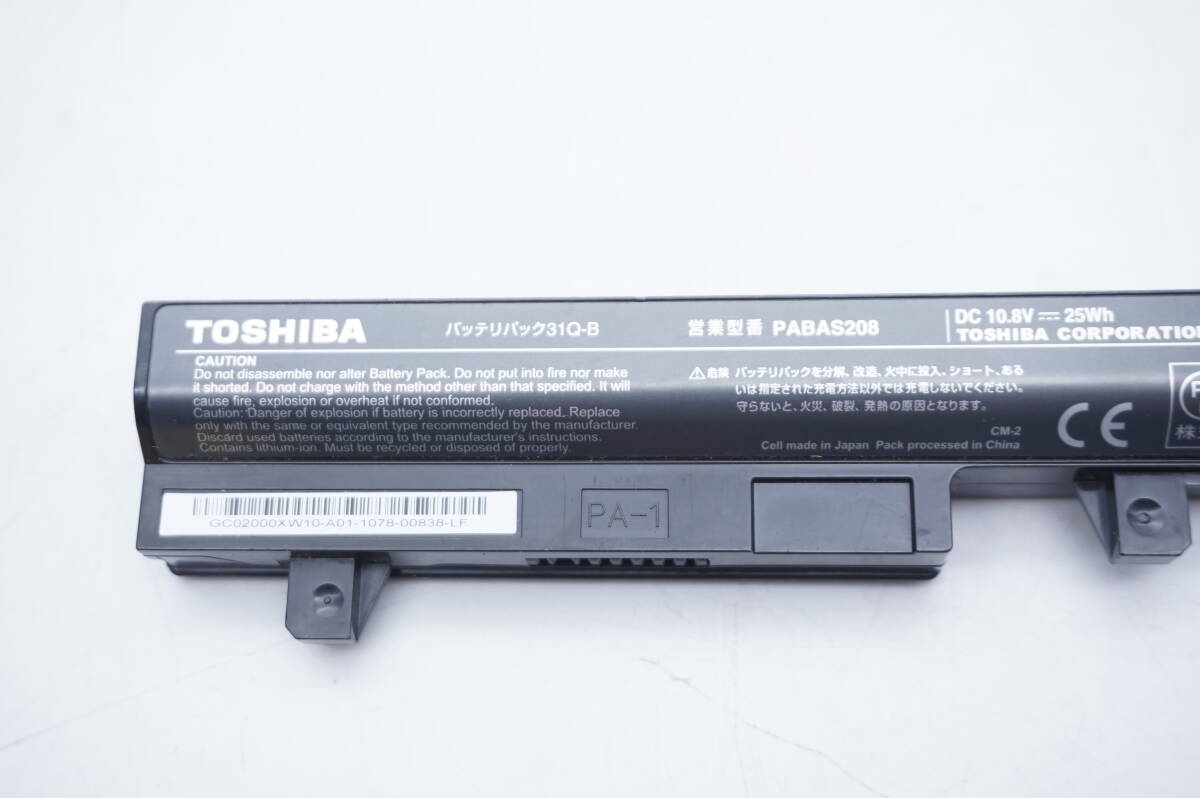 TOSHIBA バッテリパック31Q-B 営業型番 PABAS208
DC 10.8V ⎓ 25Wh
TOSHIBA CORPORATION
CAUTION
Do not disassemble nor alter Battery Pack. Do not put into fire nor make
it shorted. Do not charge with the method other than that specified. It will
cause fire, explosion or overheat if not conformed.
Caution: Danger of explosion if battery is incorrectly replaced. Replace
only with the same or equivalent type recommended by the manufacturer.
Discard used batteries according to the manufacturer's instructions.
Contains lithium-ion. Must be recycled or disposed of properly.
⚠危険 バッテリパックを分解、改造、火中に投入、ショート、ある
いは指定された充電方法以外では充電しないでください。
守らないと、火災、破裂、発熱の原因となります。
CM-2
Cell made in Japan Pack processed in China
CE
株
GC02000XW10-A01-1078-00838-LF
PA-1